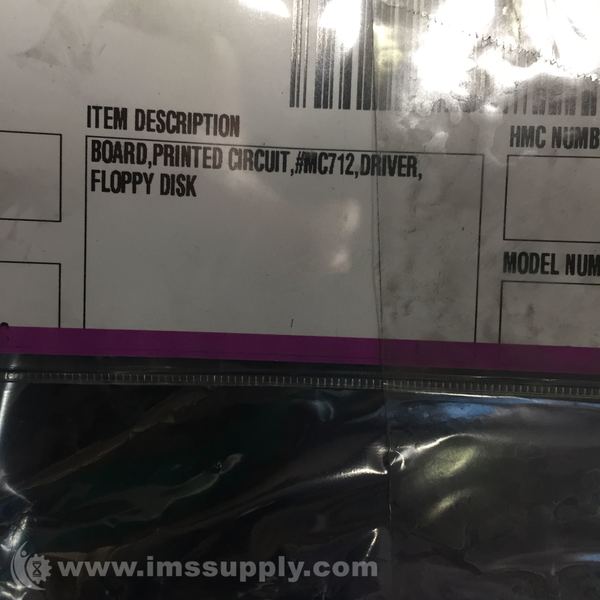 ITEM DESCRIPTION
BOARD,PRINTED CIRCUIT,#MC712,DRIVER,
FLOPPY DISK
HMC NUMB
MODEL NUM
www.imssupply.com